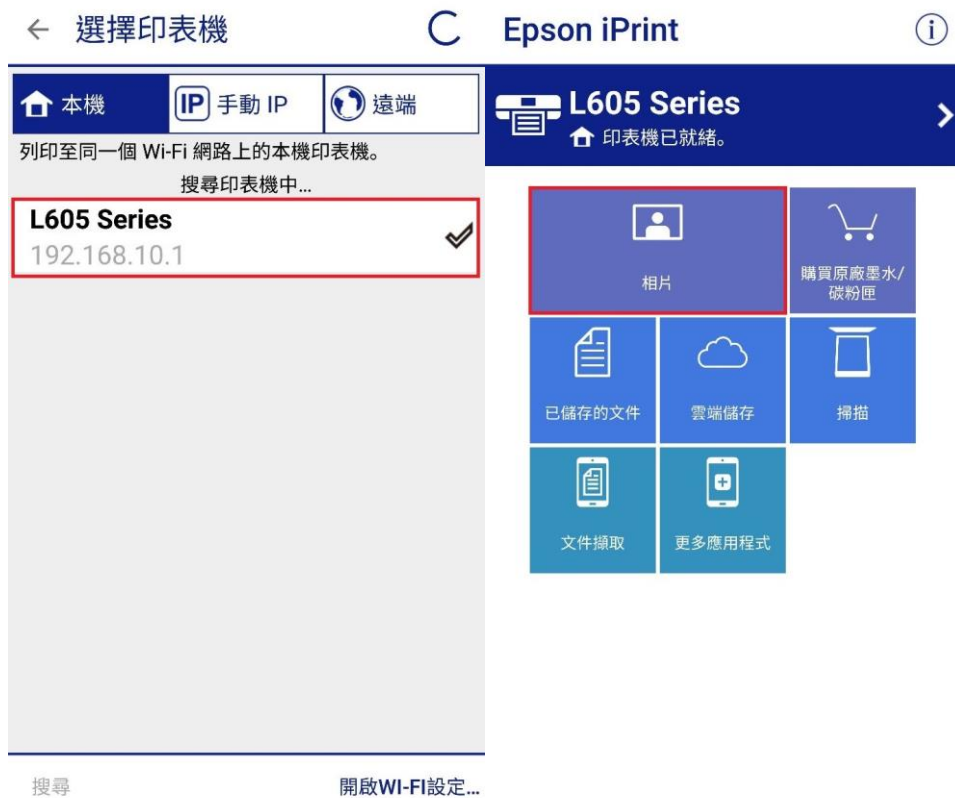 選擇印表機
本機
IP 手動 IP
遠端
列印至同一個 Wi-Fi 網路上的本機印表機。
搜尋印表機中...
L605 Series
192.168.10.1
搜尋
開啟WI-FI設定...
Epson iPrint
i
L605 Series
印表機已就緒。
相片
購買原廠墨水/
碳粉匣
已儲存的文件
雲端儲存
掃描
文件擷取
更多應用程式